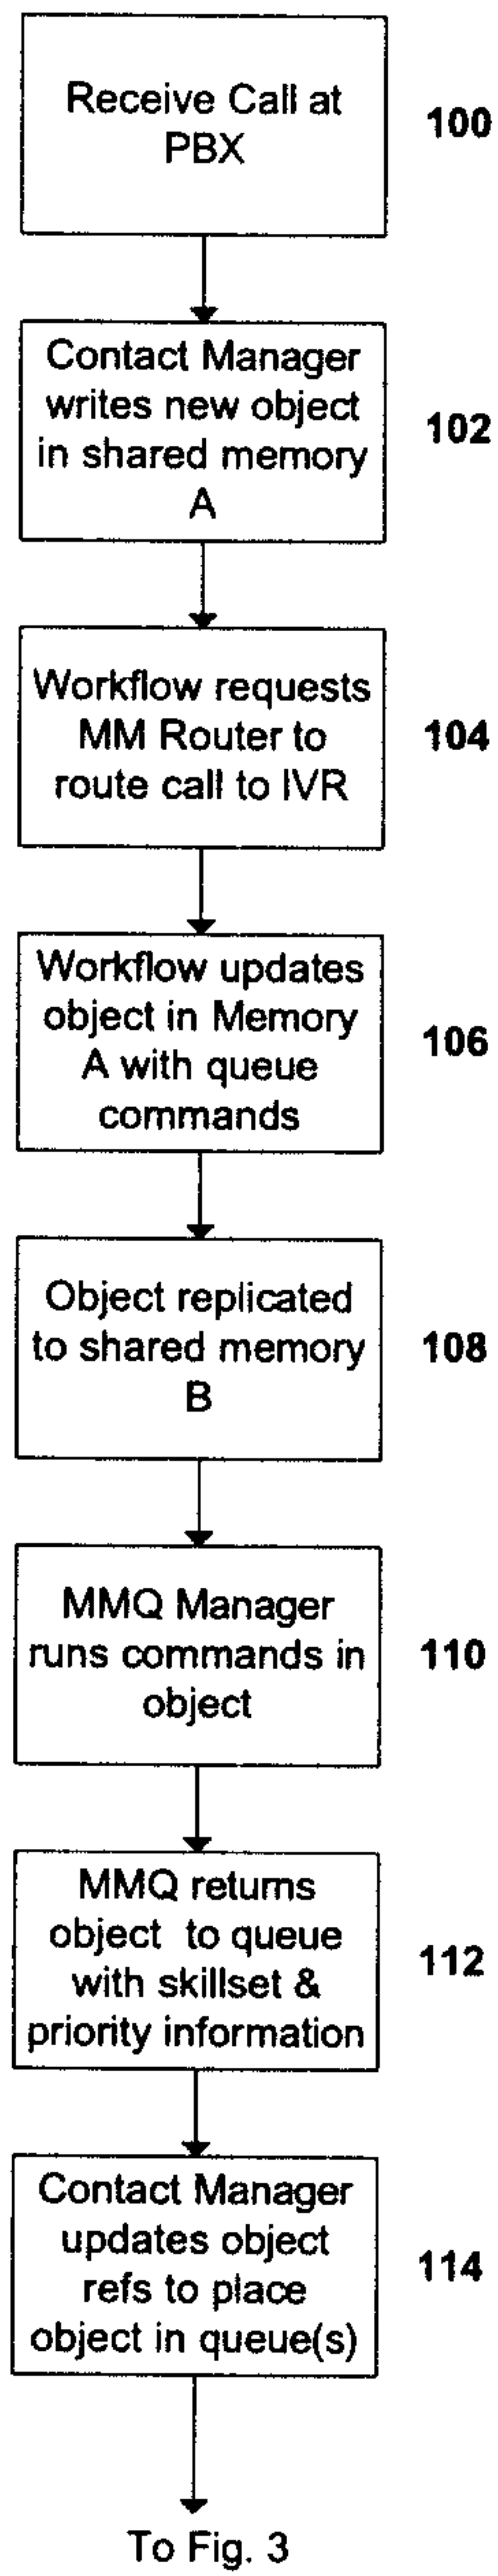 Receive Call at
PBX
100
Contact Manager
writes new object
in shared memory
A
102
Workflow requests
MM Router to
route call to IVR
104
Workflow updates
object in Memory
A with queue
commands
106
Object replicated
to shared memory
B
108
MMQ Manager
runs commands in
object
110
MMQ returns
object to queue
with skillset &
priority information
112
Contact Manager
updates object
refs to place
object in queue(s)
114
To Fig. 3